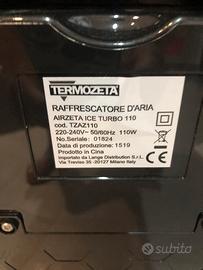 TERMOZETA
RAFFRESCATORE D'ARIA
AIRZETA ICE TURBO 110
cod. TZAZ110
220-240V~ 50/60Hz 110W
No.Seriale: 01824
Data di produzione: 1519
Prodotto in Cina
importato da Lange Distribution S.r.l.
Via Treviso 35 -20127 Milano Italy
subito